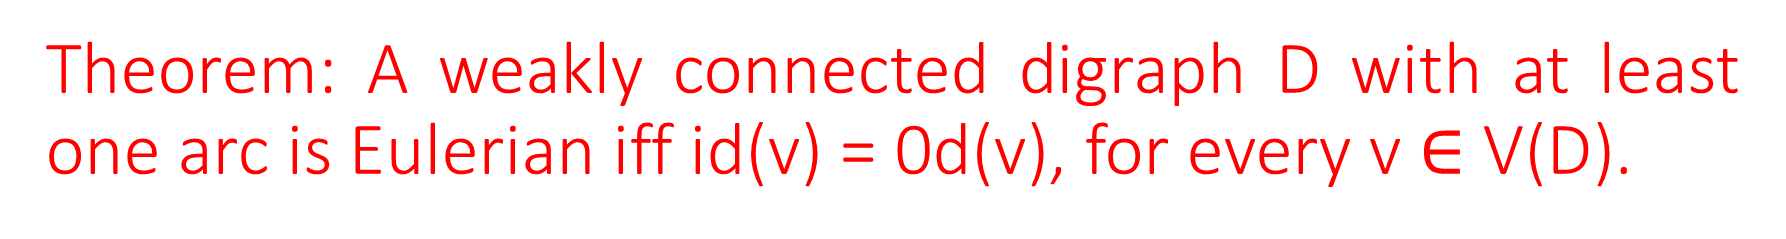 Theorem: A weakly connected digraph D with at least
one arc is Eulerian iff id(v) = 0d(v), for every v ∈ V(D).